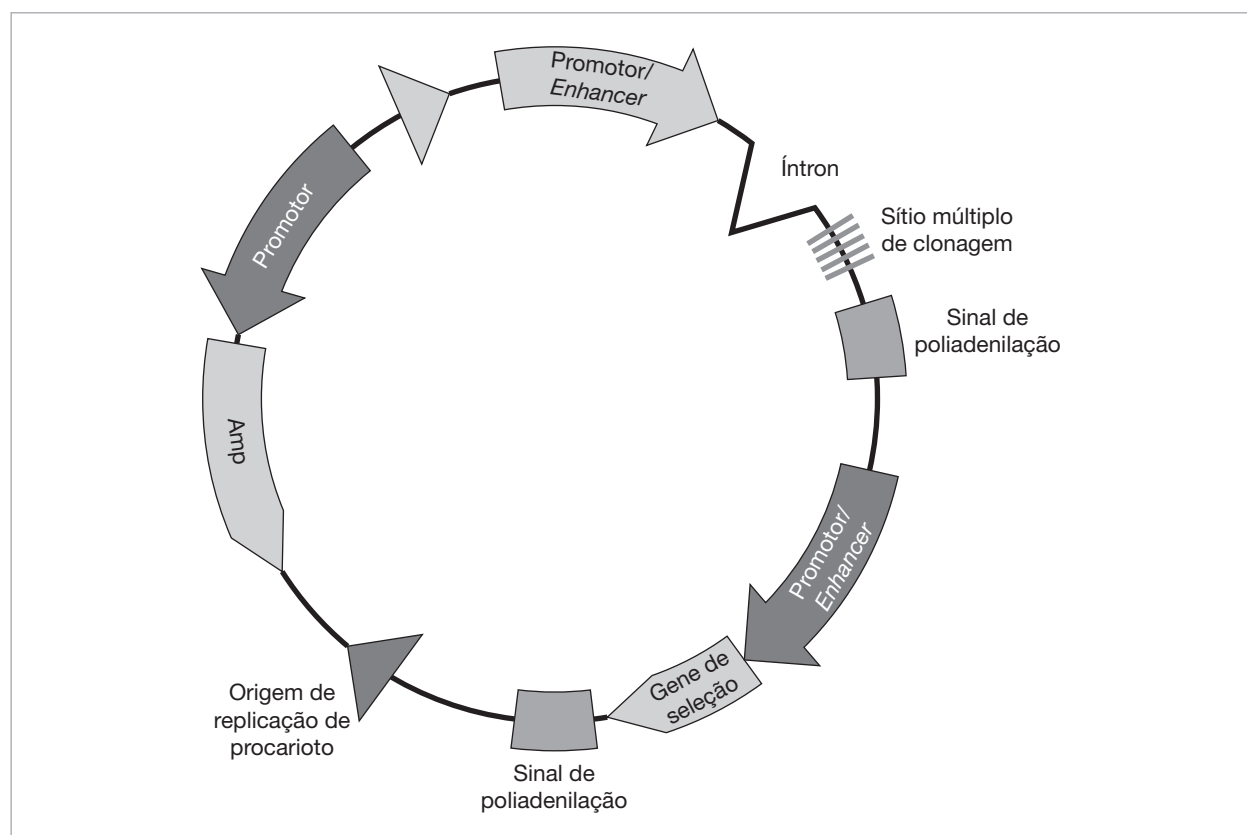 Promotor/
Enhancer
Íntron
Sítio múltiplo
de clonagem
Sinal de
poliadenilação
Promotor/
Enhancer
Gene de
seleção
Sinal de
poliadenilação
Origem de
replicação de
procarioto
Amp
Promotor